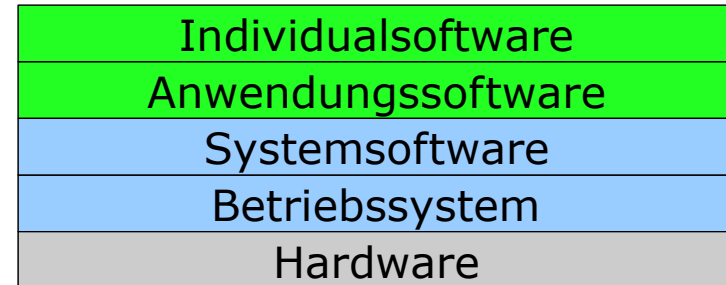 Individualsoftware
Anwendungssoftware
Systemsoftware
Betriebssystem
Hardware